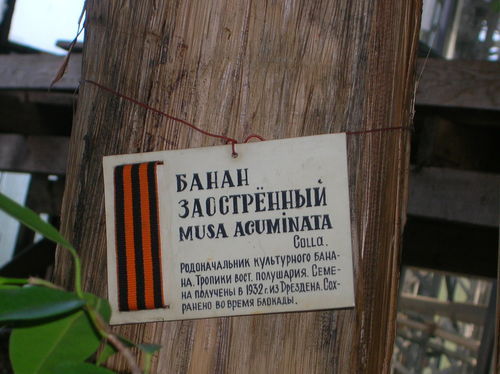 БАНАН
ЗАОСТРЁННЫЙ
MUSA ACUMINATA
Colla.
Родоначальник культурного бана-
на. Тропики вост. полушария. Семе-
на получены в 1932 г. из Дрездена. Сох-
ранено во время блокады.